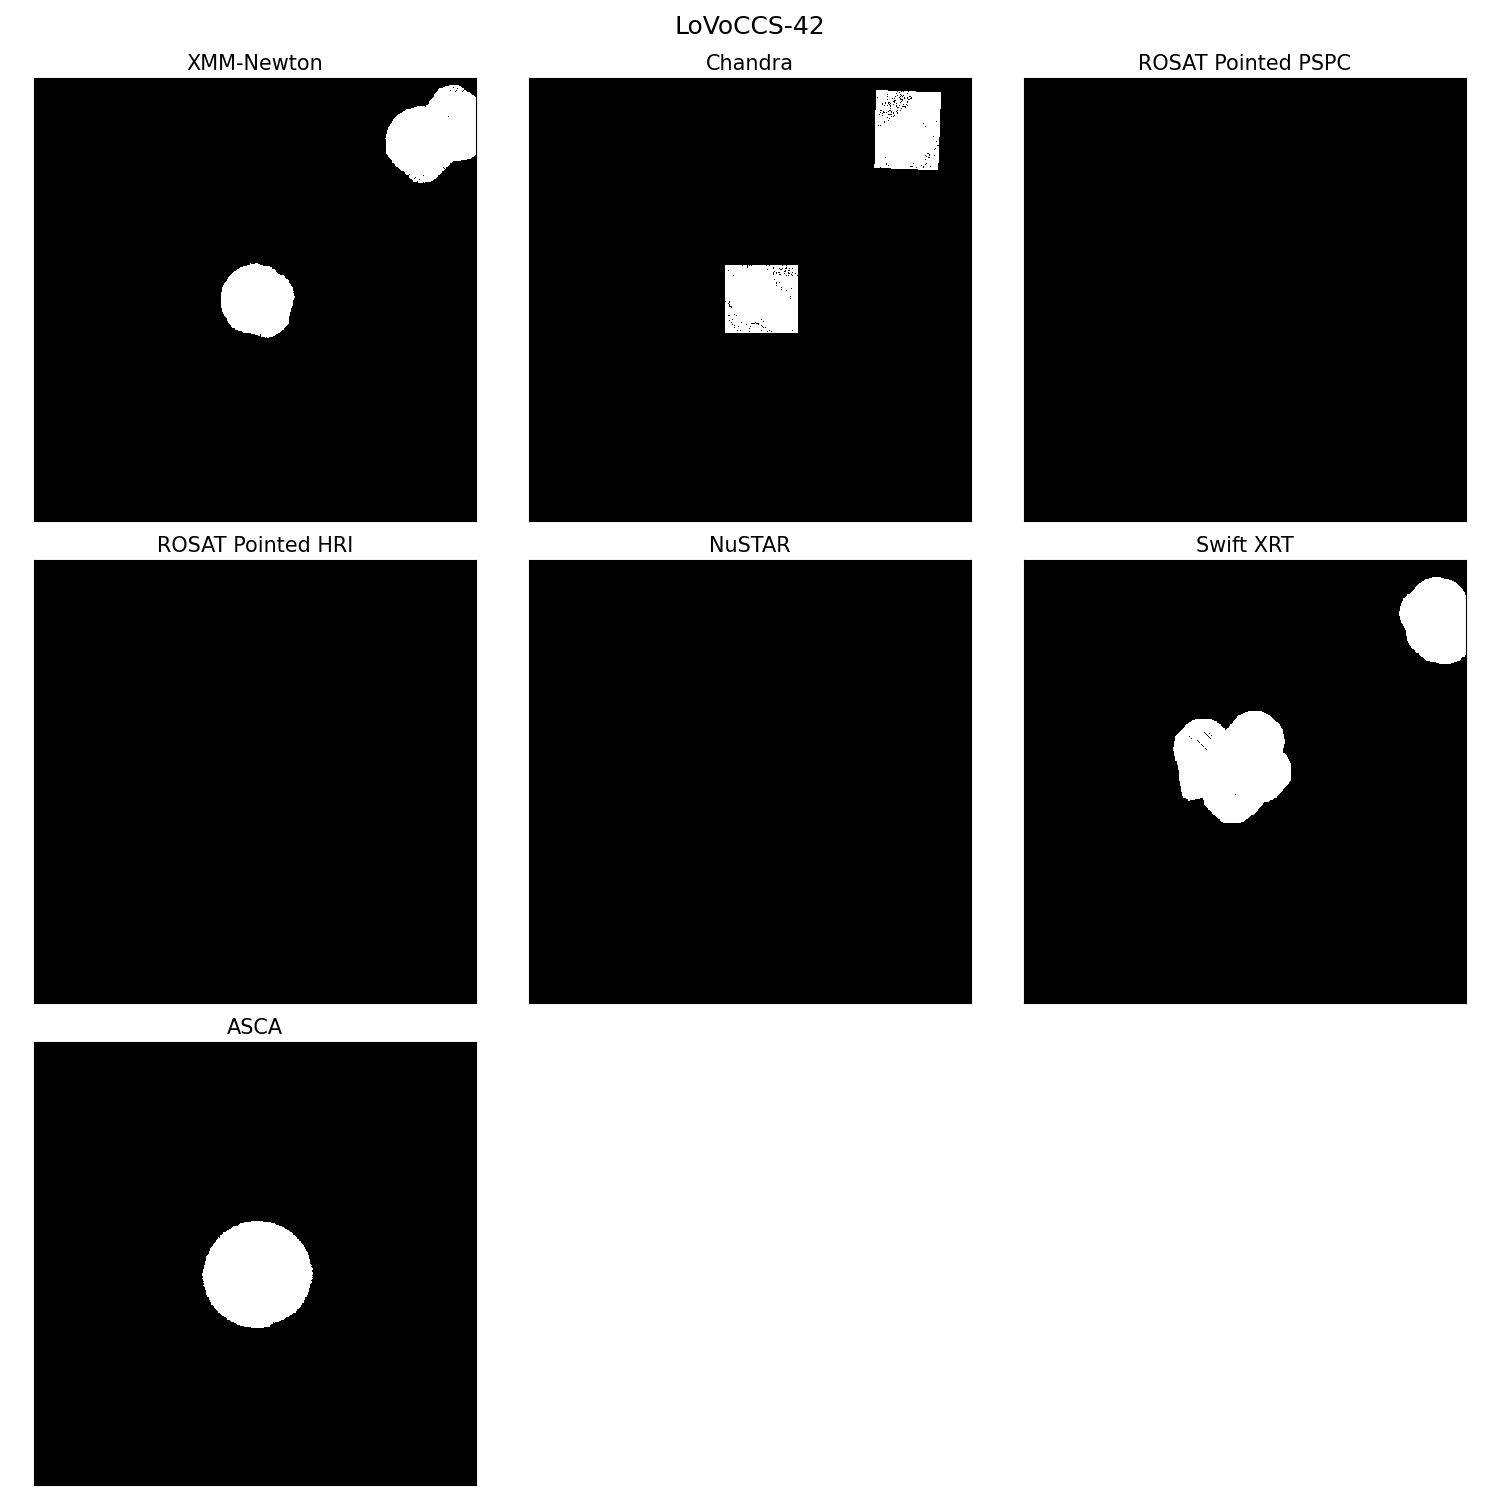 LoVoCCS-42
XMM-Newton
Chandra
ROSAT Pointed PSPC
ROSAT Pointed HRI
NuSTAR
Swift XRT
ASCA